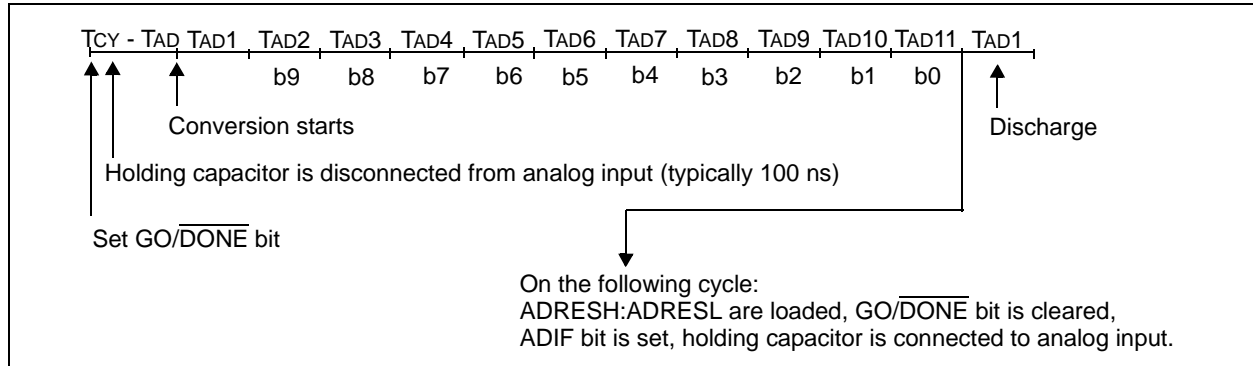 TCY - TAD TAD1 TAD2 TAD3 TAD4 TAD5 TAD6 TAD7 TAD8 TAD9 TAD10 TAD11 TAD1
b9 b8 b7 b6 b5 b4 b3 b2 b1 b0
Conversion starts
Discharge
Holding capacitor is disconnected from analog input (typically 100 ns)
Set GO/DONE bit
On the following cycle:
ADRESH:ADRESL are loaded, GO/DONE bit is cleared,
ADIF bit is set, holding capacitor is connected to analog input.